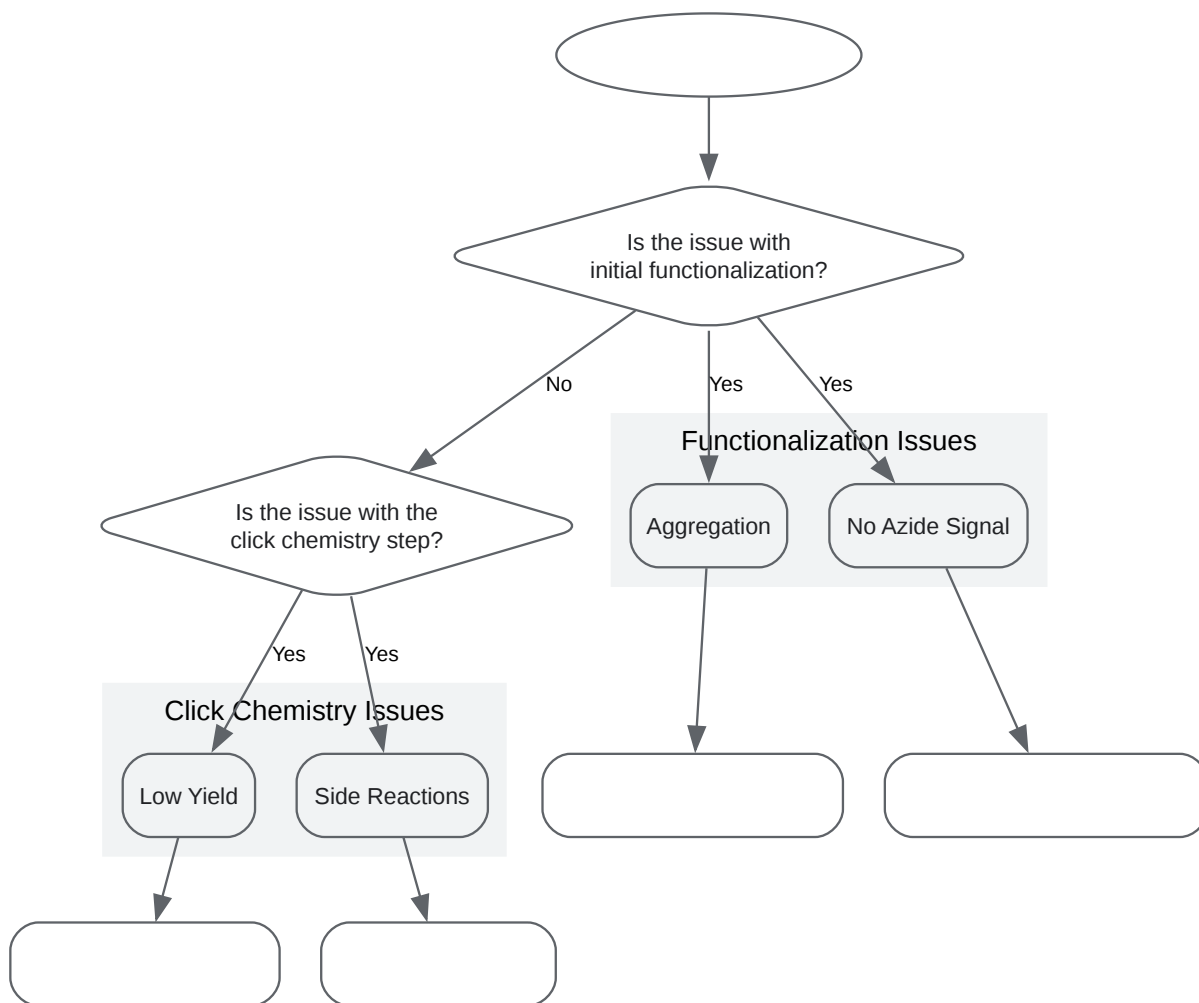 Is the issue with
initial functionalization?
No
Yes
Yes
Functionalization Issues
Aggregation
No Azide Signal
Is the issue with the
click chemistry step?
Yes
Yes
Click Chemistry Issues
Low Yield
Side Reactions